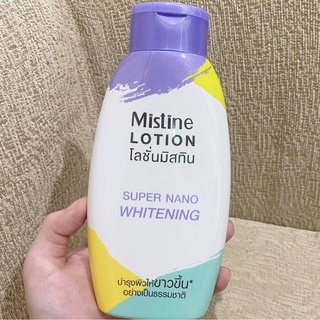 Mistine
LOTION
โลชั่นมิสทิน
SUPER NANO
WHITENING
บำรุงผิวให้ขาวขึ้น*
อย่างเป็นธรรมชาติ